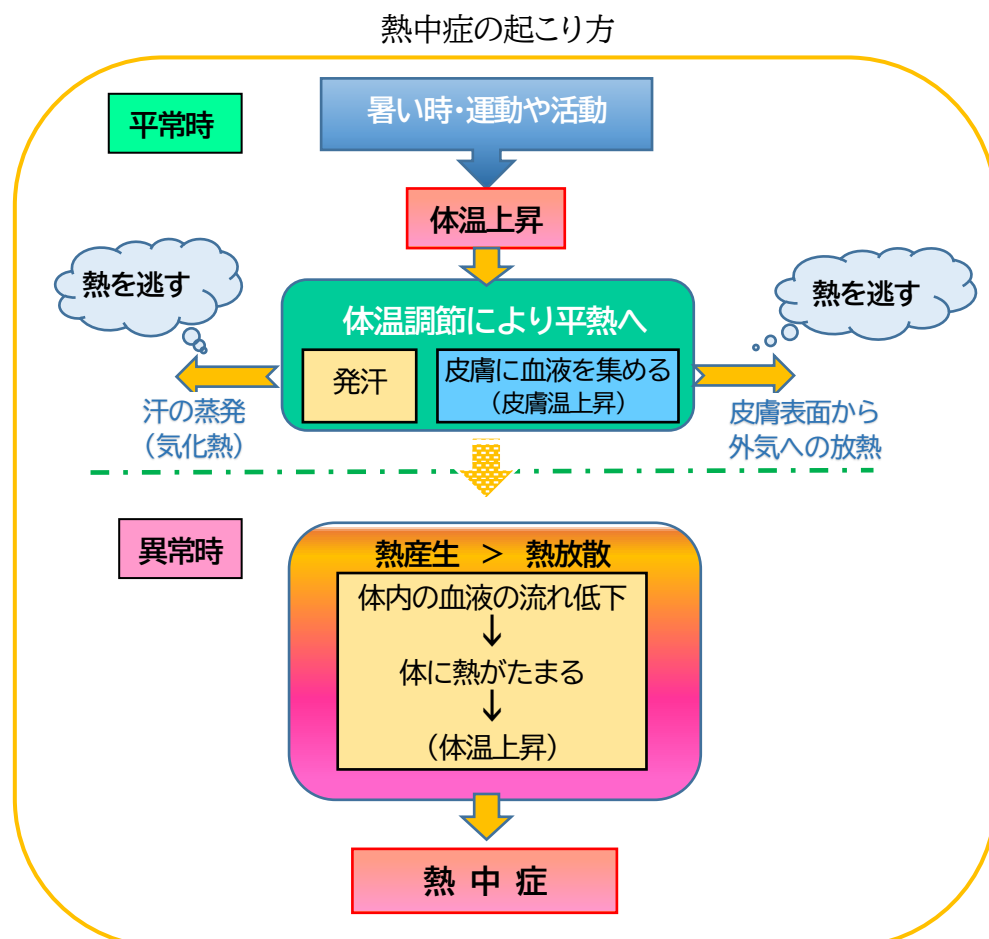 熱中症の起こり方
平常時
暑い時・運動や活動
体温上昇
熱を逃す
熱を逃す
体温調節により平熱へ
発汗
皮膚に血液を集める
（皮膚温上昇）
汗の蒸発
（気化熱）
皮膚表面から
外気への放熱
異常時
熱産生 ＞ 熱放散
体内の血液の流れ低下
↓
体に熱がたまる
↓
（体温上昇）
熱 中 症